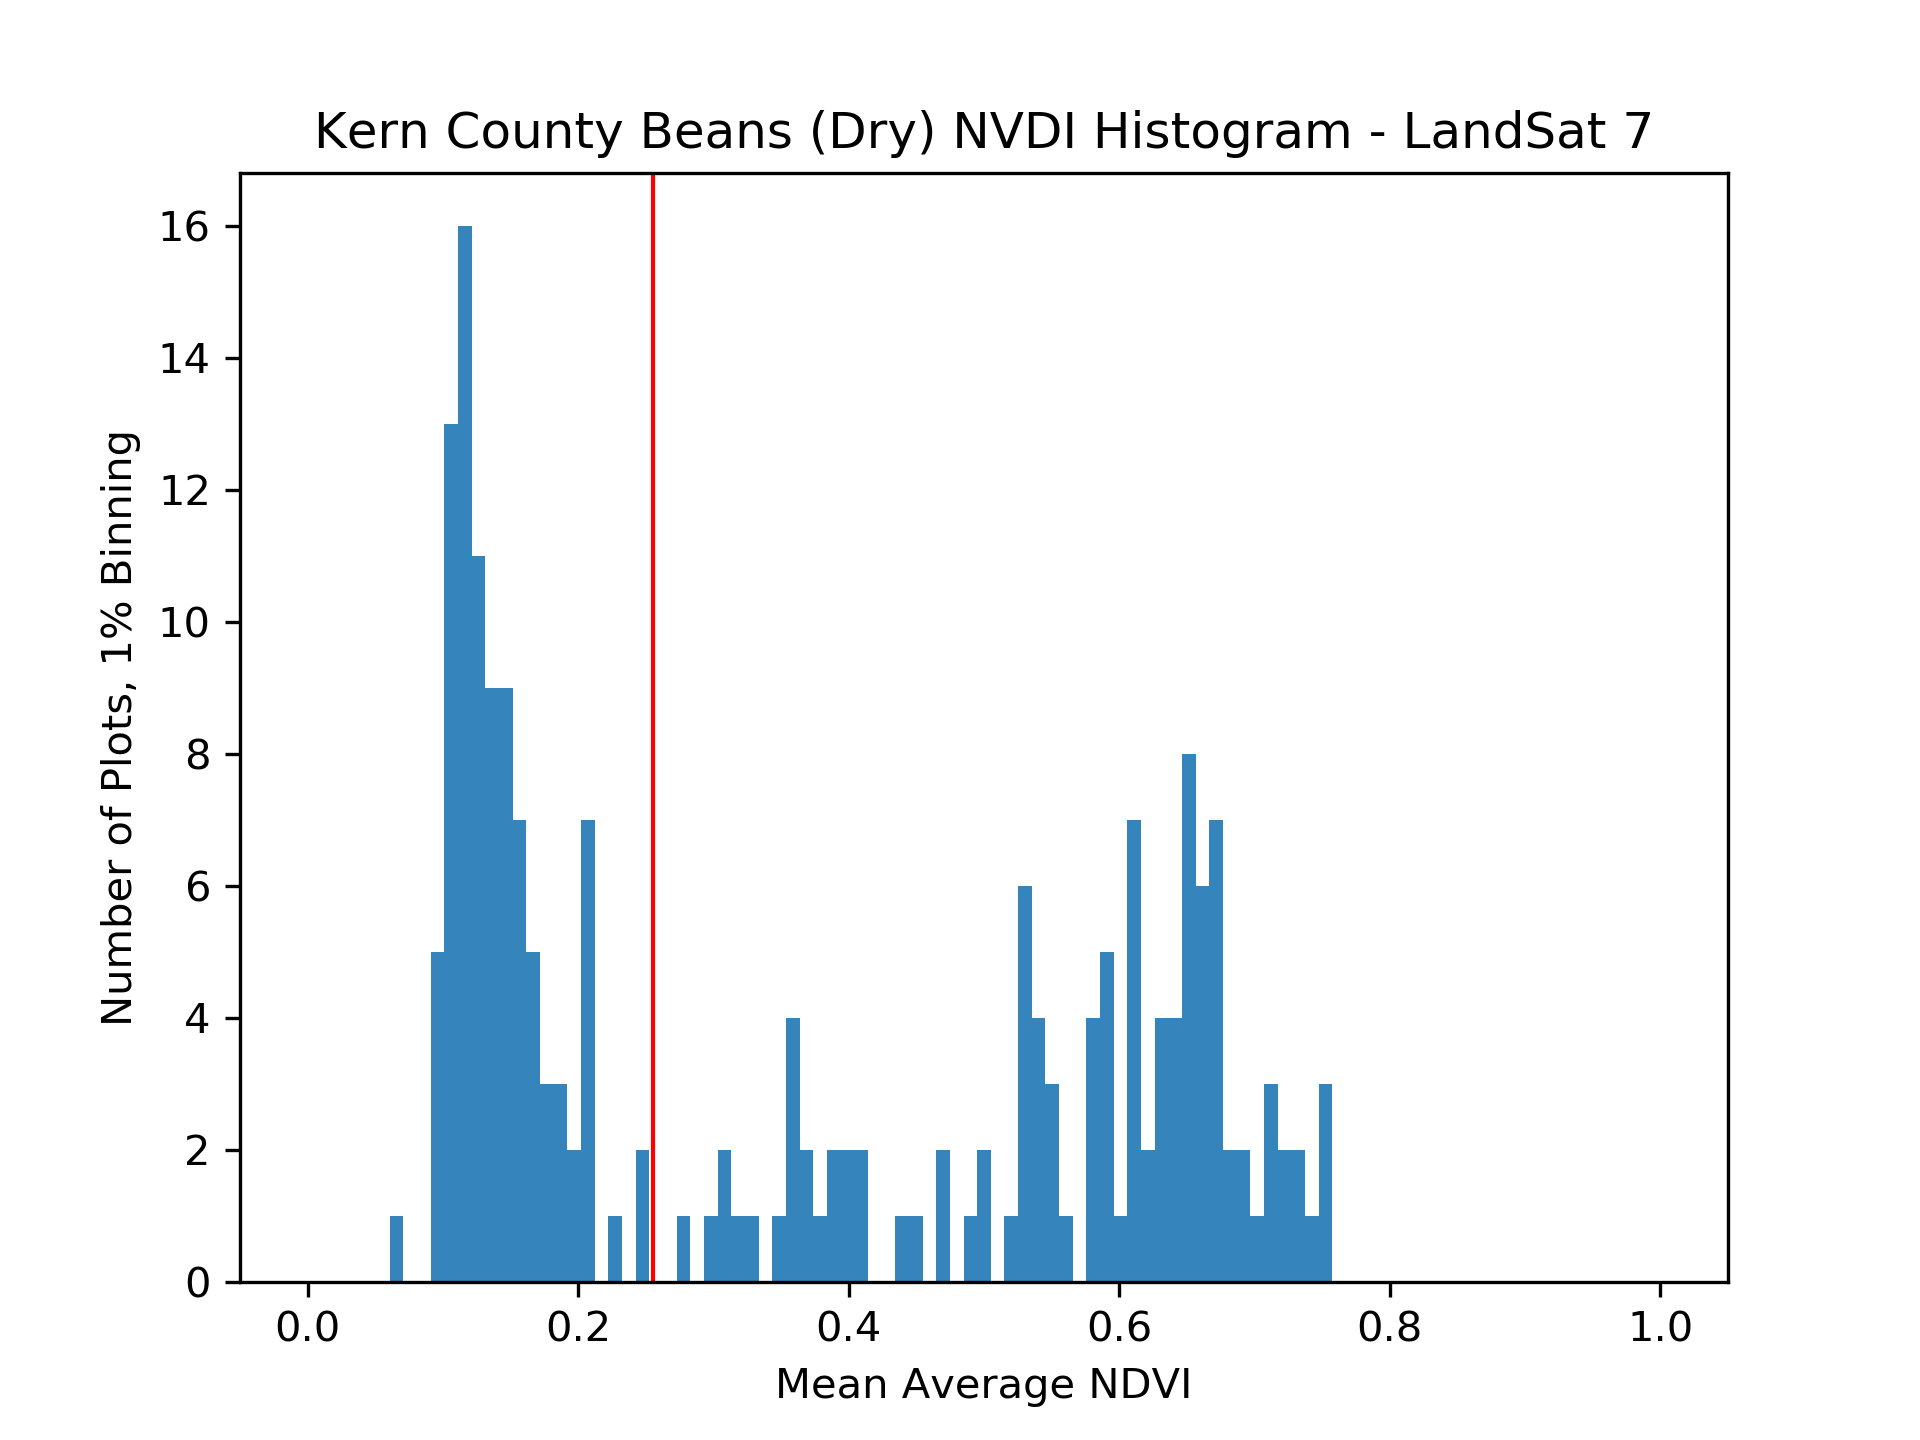 Kern County Beans (Dry) NVDI Histogram - LandSat 7
16
14
12
10
8
6
4
2
0
Number of Plots, 1% Binning
0.0 0.2 0.4 0.6 0.8 1.0
Mean Average NDVI